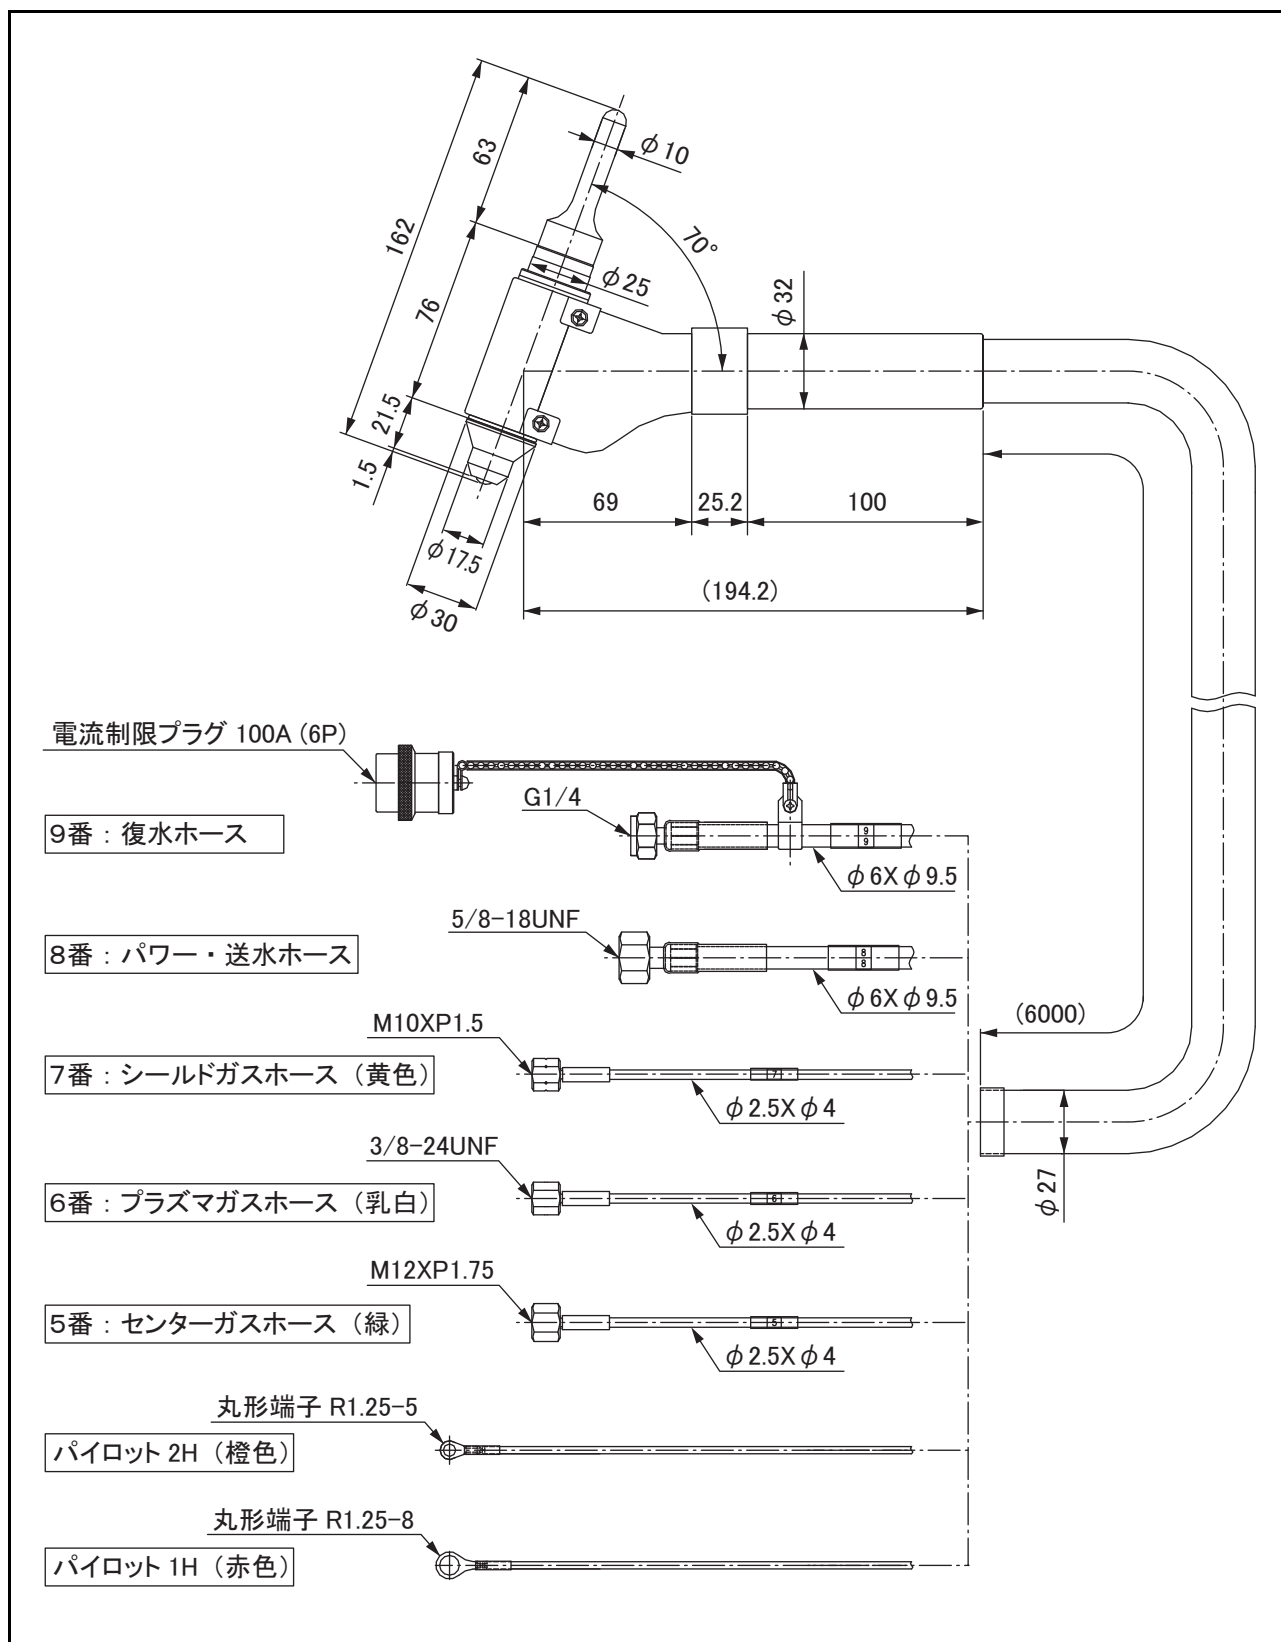 63
φ10
162
70°
φ25
76
φ32
21.5
1.5
69
25.2
100
φ17.5
φ30
(194.2)
電流制限プラグ 100A (6P)
G1/4
9番：復水ホース
9
9
φ6Xφ9.5
5/8-18UNF
8番：パワー・送水ホース
8
8
φ6Xφ9.5
(6000)
M10XP1.5
7番：シールドガスホース（黄色）
7
φ2.5Xφ4
3/8-24UNF
6番：プラズマガスホース（乳白）
6
φ2.5Xφ4
φ27
M12XP1.75
5番：センターガスホース（緑）
5
φ2.5Xφ4
丸形端子 R1.25-5
パイロット 2H（橙色）
丸形端子 R1.25-8
パイロット 1H（赤色）